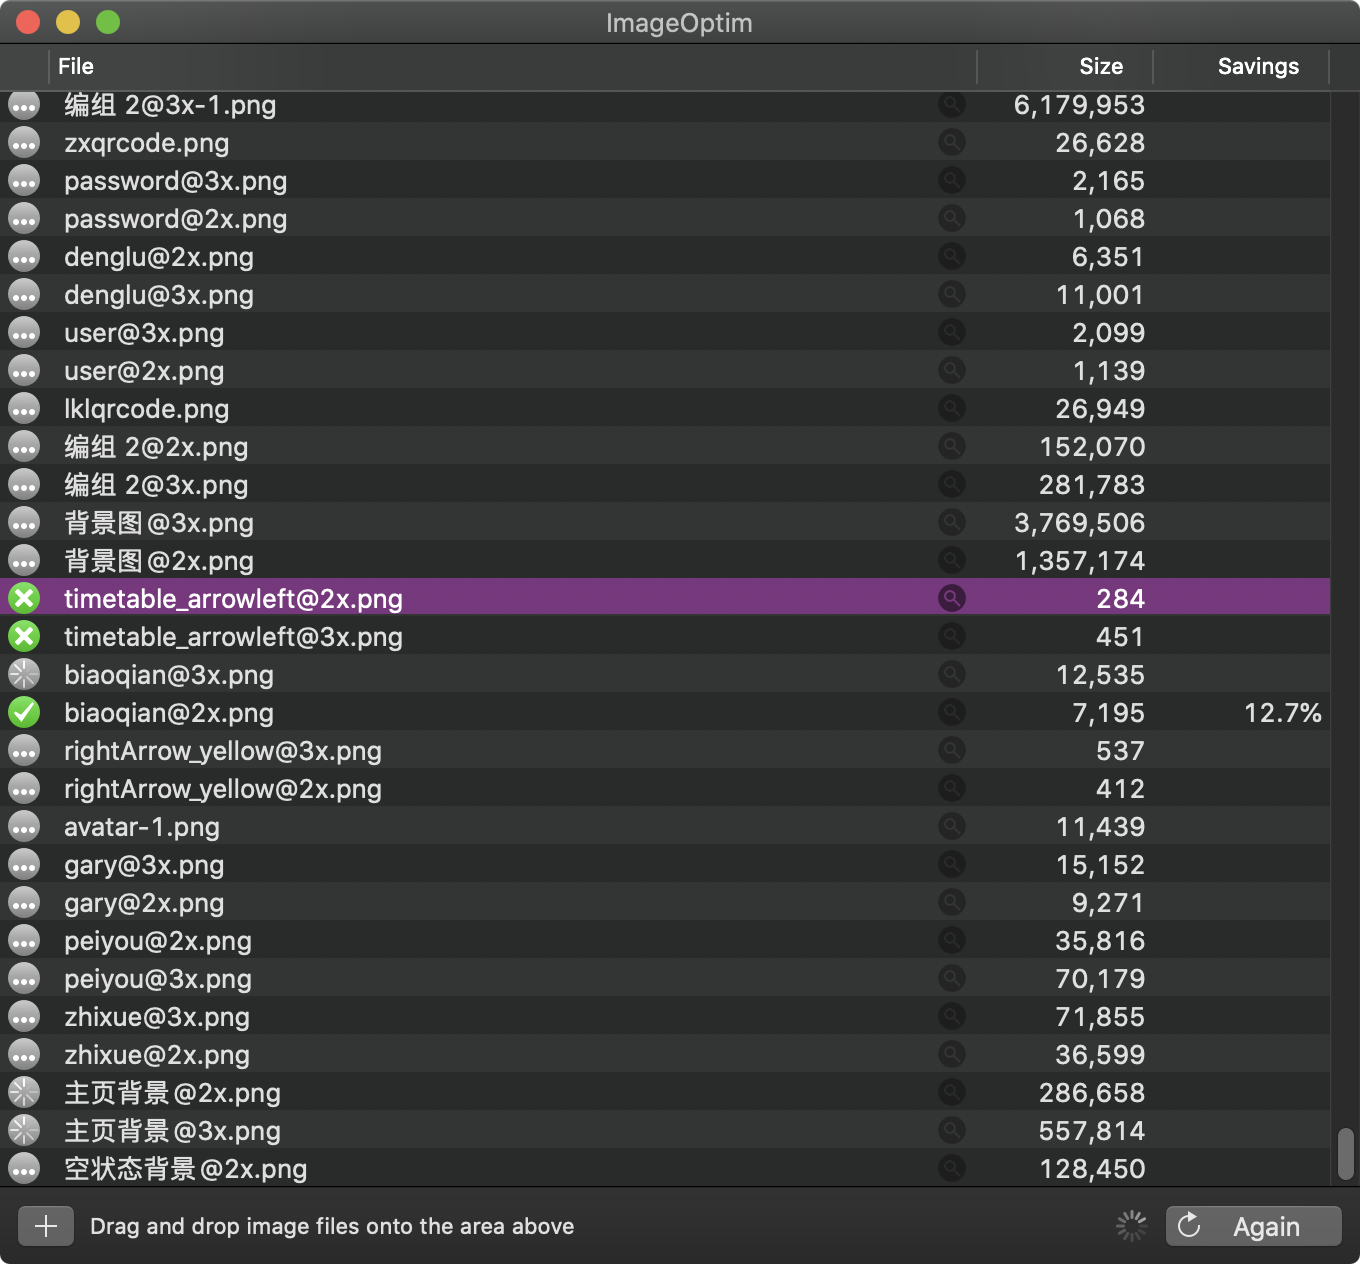 ImageOptim
File Size Savings
编组 2@3x-1.png 6,179,953
zxqrcode.png 26,628
password@3x.png 2,165
password@2x.png 1,068
denglu@2x.png 6,351
denglu@3x.png 11,001
user@3x.png 2,099
user@2x.png 1,139
lklqrcode.png 26,949
编组 2@2x.png 152,070
编组 2@3x.png 281,783
背景图@3x.png 3,769,506
背景图@2x.png 1,357,174
timetable_arrowleft@2x.png 284
timetable_arrowleft@3x.png 451
biaoqian@3x.png 12,535
biaoqian@2x.png 7,195 12.7%
rightArrow_yellow@3x.png 537
rightArrow_yellow@2x.png 412
avatar-1.png 11,439
gary@3x.png 15,152
gary@2x.png 9,271
peiyou@2x.png 35,816
peiyou@3x.png 70,179
zhixue@3x.png 71,855
zhixue@2x.png 36,599
主页背景@2x.png 286,658
主页背景@3x.png 557,814
空状态背景@2x.png 128,450
Drag and drop image files onto the area above Again